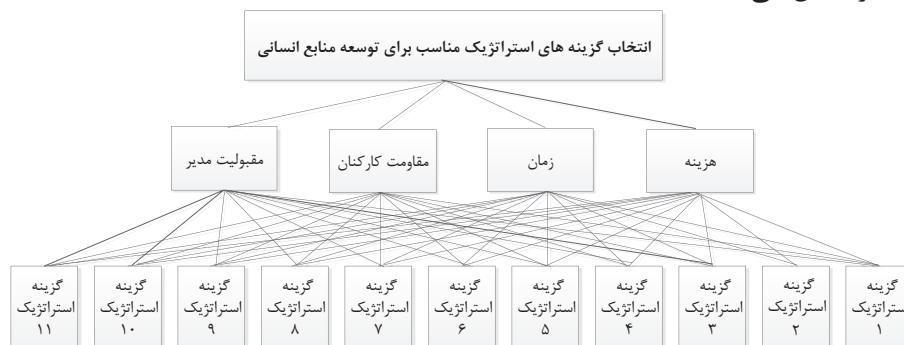 انتخاب گزینه های استراتژیک مناسب برای توسعه منابع انسانی
هزینه
زمان
مقاومت کارکنان
مقبولیت مدیر
گزینه
استراتژیک
۱
گزینه
استراتژیک
۲
گزینه
استراتژیک
۳
گزینه
استراتژیک
۴
گزینه
استراتژیک
۵
گزینه
استراتژیک
۶
گزینه
استراتژیک
۷
گزینه
استراتژیک
۸
گزینه
استراتژیک
۹
گزینه
استراتژیک
۱۰
گزینه
استراتژیک
۱۱